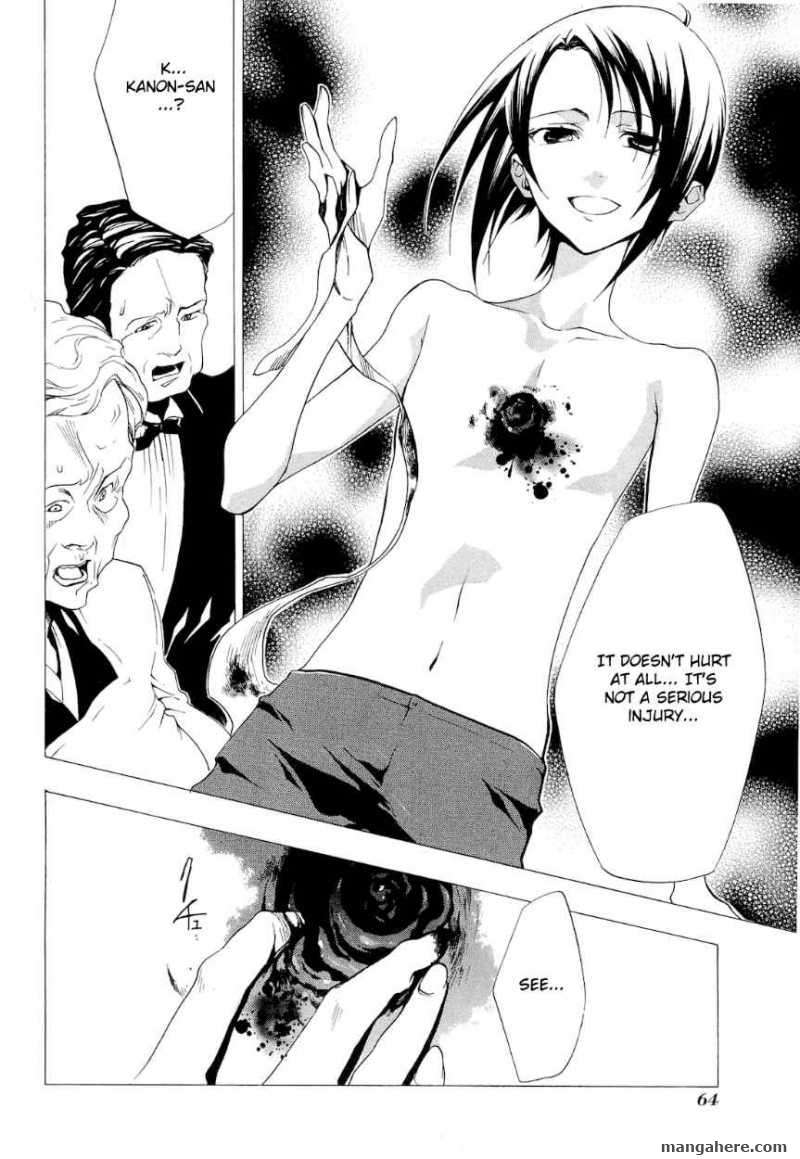 K...
KANON-SAN
...?
IT DOESN'T HURT
AT ALL... IT'S
NOT A SERIOUS
INJURY...
SEE...
64
mangahere.com